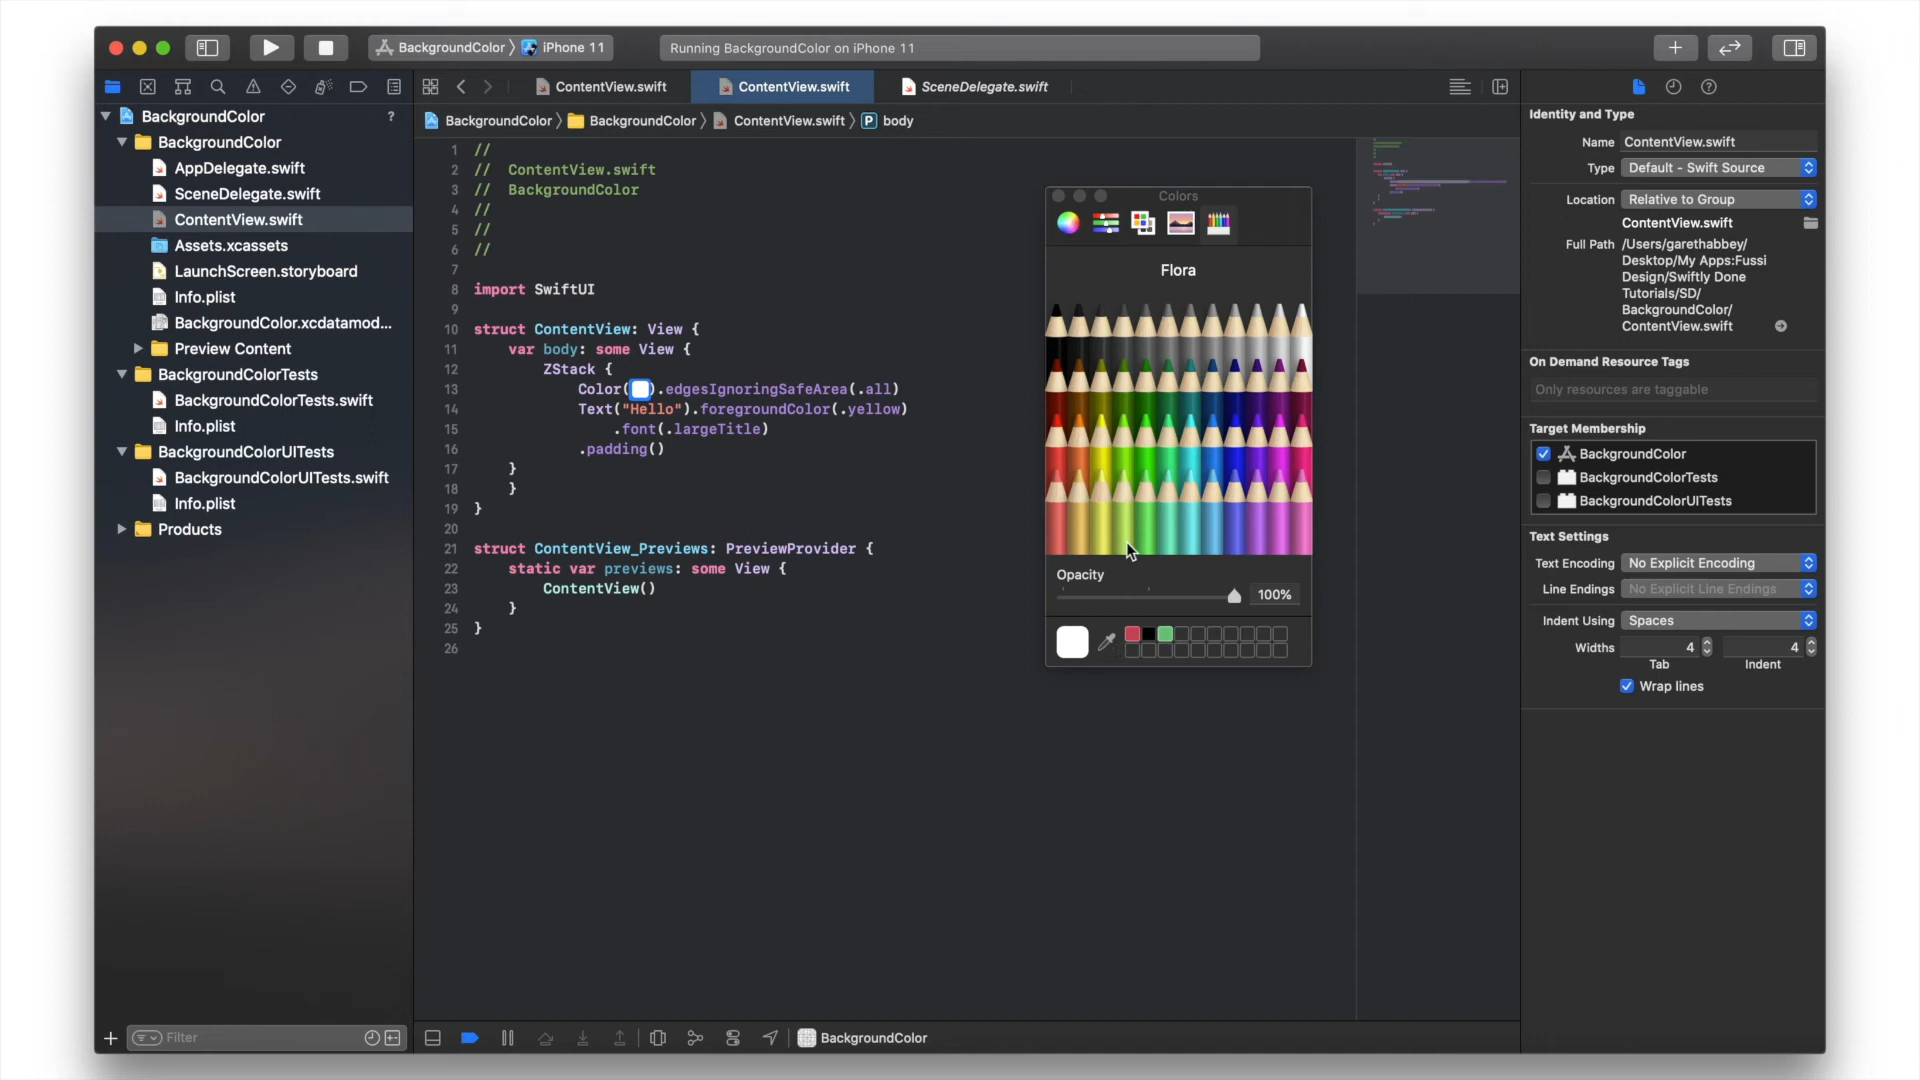 BackgroundColor 〉 iPhone 11
Running BackgroundColor on iPhone 11
ContentView.swift
ContentView.swift
SceneDelegate.swift
BackgroundColor 〉 BackgroundColor 〉 ContentView.swift 〉 P body
BackgroundColor ?
BackgroundColor
AppDelegate.swift
SceneDelegate.swift
ContentView.swift
Assets.xcassets
LaunchScreen.storyboard
Info.plist
BackgroundColor.xcdatamod...
Preview Content
BackgroundColorTests
BackgroundColorTests.swift
Info.plist
BackgroundColorUITests
BackgroundColorUITests.swift
Info.plist
Products
Filter
1 //
2 //  ContentView.swift
3 //  BackgroundColor
4 //
5 //
6 //
7
8 import SwiftUI
9
10 struct ContentView: View {
11     var body: some View {
12         ZStack {
13             Color( ).edgesIgnoringSafeArea(.all)
14             Text("Hello").foregroundColor(.yellow)
15                 .font(.largeTitle)
16             .padding()
17     }
18     }
19 }
20
21 struct ContentView_Previews: PreviewProvider {
22     static var previews: some View {
23         ContentView()
24     }
25 }
26
Colors
Flora
Opacity
100%
BackgroundColor
Identity and Type
Name ContentView.swift
Type Default - Swift Source
Location Relative to Group
ContentView.swift
Full Path /Users/garethabbey/
Desktop/My Apps:Fussi
Design/Swiftly Done
Tutorials/SD/
BackgroundColor/
ContentView.swift
On Demand Resource Tags
Only resources are taggable
Target Membership
BackgroundColor
BackgroundColorTests
BackgroundColorUITests
Text Settings
Text Encoding No Explicit Encoding
Line Endings No Explicit Line Endings
Indent Using Spaces
Widths 4 4
Tab Indent
Wrap lines